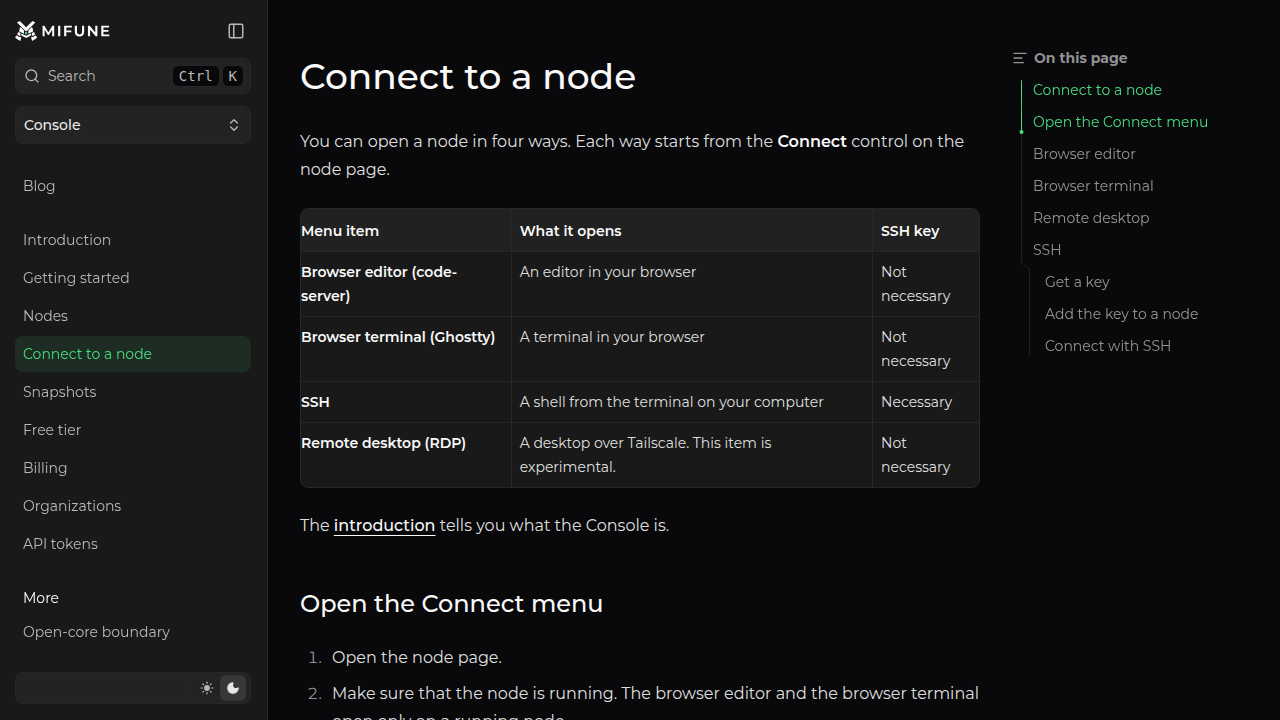 MIFUNE
Search Ctrl K
Console
Blog
Introduction
Getting started
Nodes
Connect to a node
Snapshots
Free tier
Billing
Organizations
API tokens
More
Open-core boundary
Connect to a node
You can open a node in four ways. Each way starts from the Connect control on the
node page.
Menu item What it opens SSH key
Browser editor (code-
server)
An editor in your browser
Not
necessary
Browser terminal (Ghostty)
A terminal in your browser
Not
necessary
SSH A shell from the terminal on your computer Necessary
Remote desktop (RDP)
A desktop over Tailscale. This item is
experimental.
Not
necessary
The introduction tells you what the Console is.
Open the Connect menu
1. Open the node page.
2. Make sure that the node is running. The browser editor and the browser terminal
open only on a running node.
On this page
Connect to a node
Open the Connect menu
Browser editor
Browser terminal
Remote desktop
SSH
Get a key
Add the key to a node
Connect with SSH